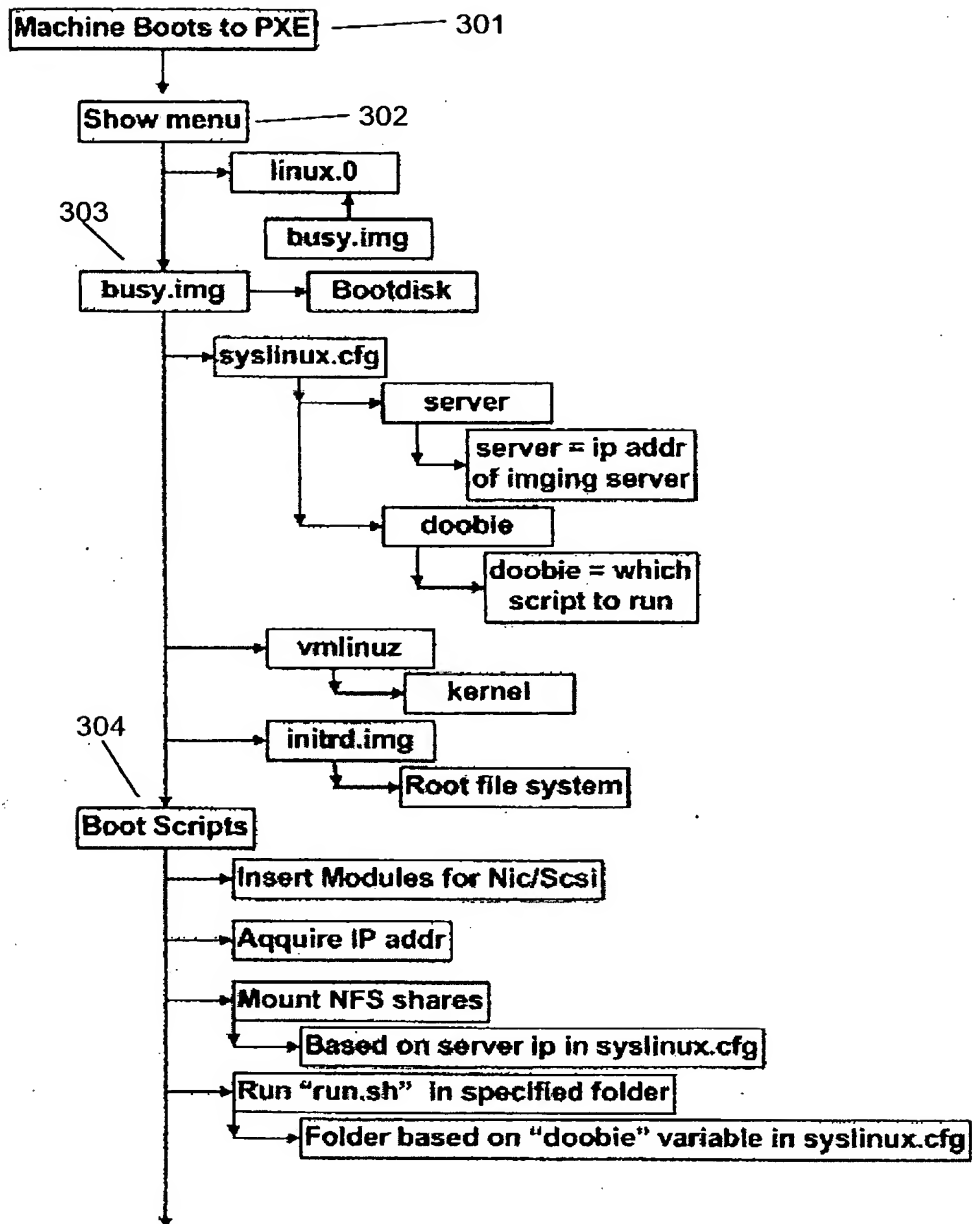 Machine Boots to PXE 301
Show menu 302
linux.0
303
busy.img
busy.img Bootdisk
syslinux.cfg
server
server = ip addr
of imging server
doobie
doobie = which
script to run
vmlinuz
kernel
304
initrd.img
Root file system
Boot Scripts
Insert Modules for Nic/Scsi
Aqquire IP addr
Mount NFS shares
Based on server ip in syslinux.cfg
Run “run.sh” in specified folder
Folder based on “doobie” variable in syslinux.cfg